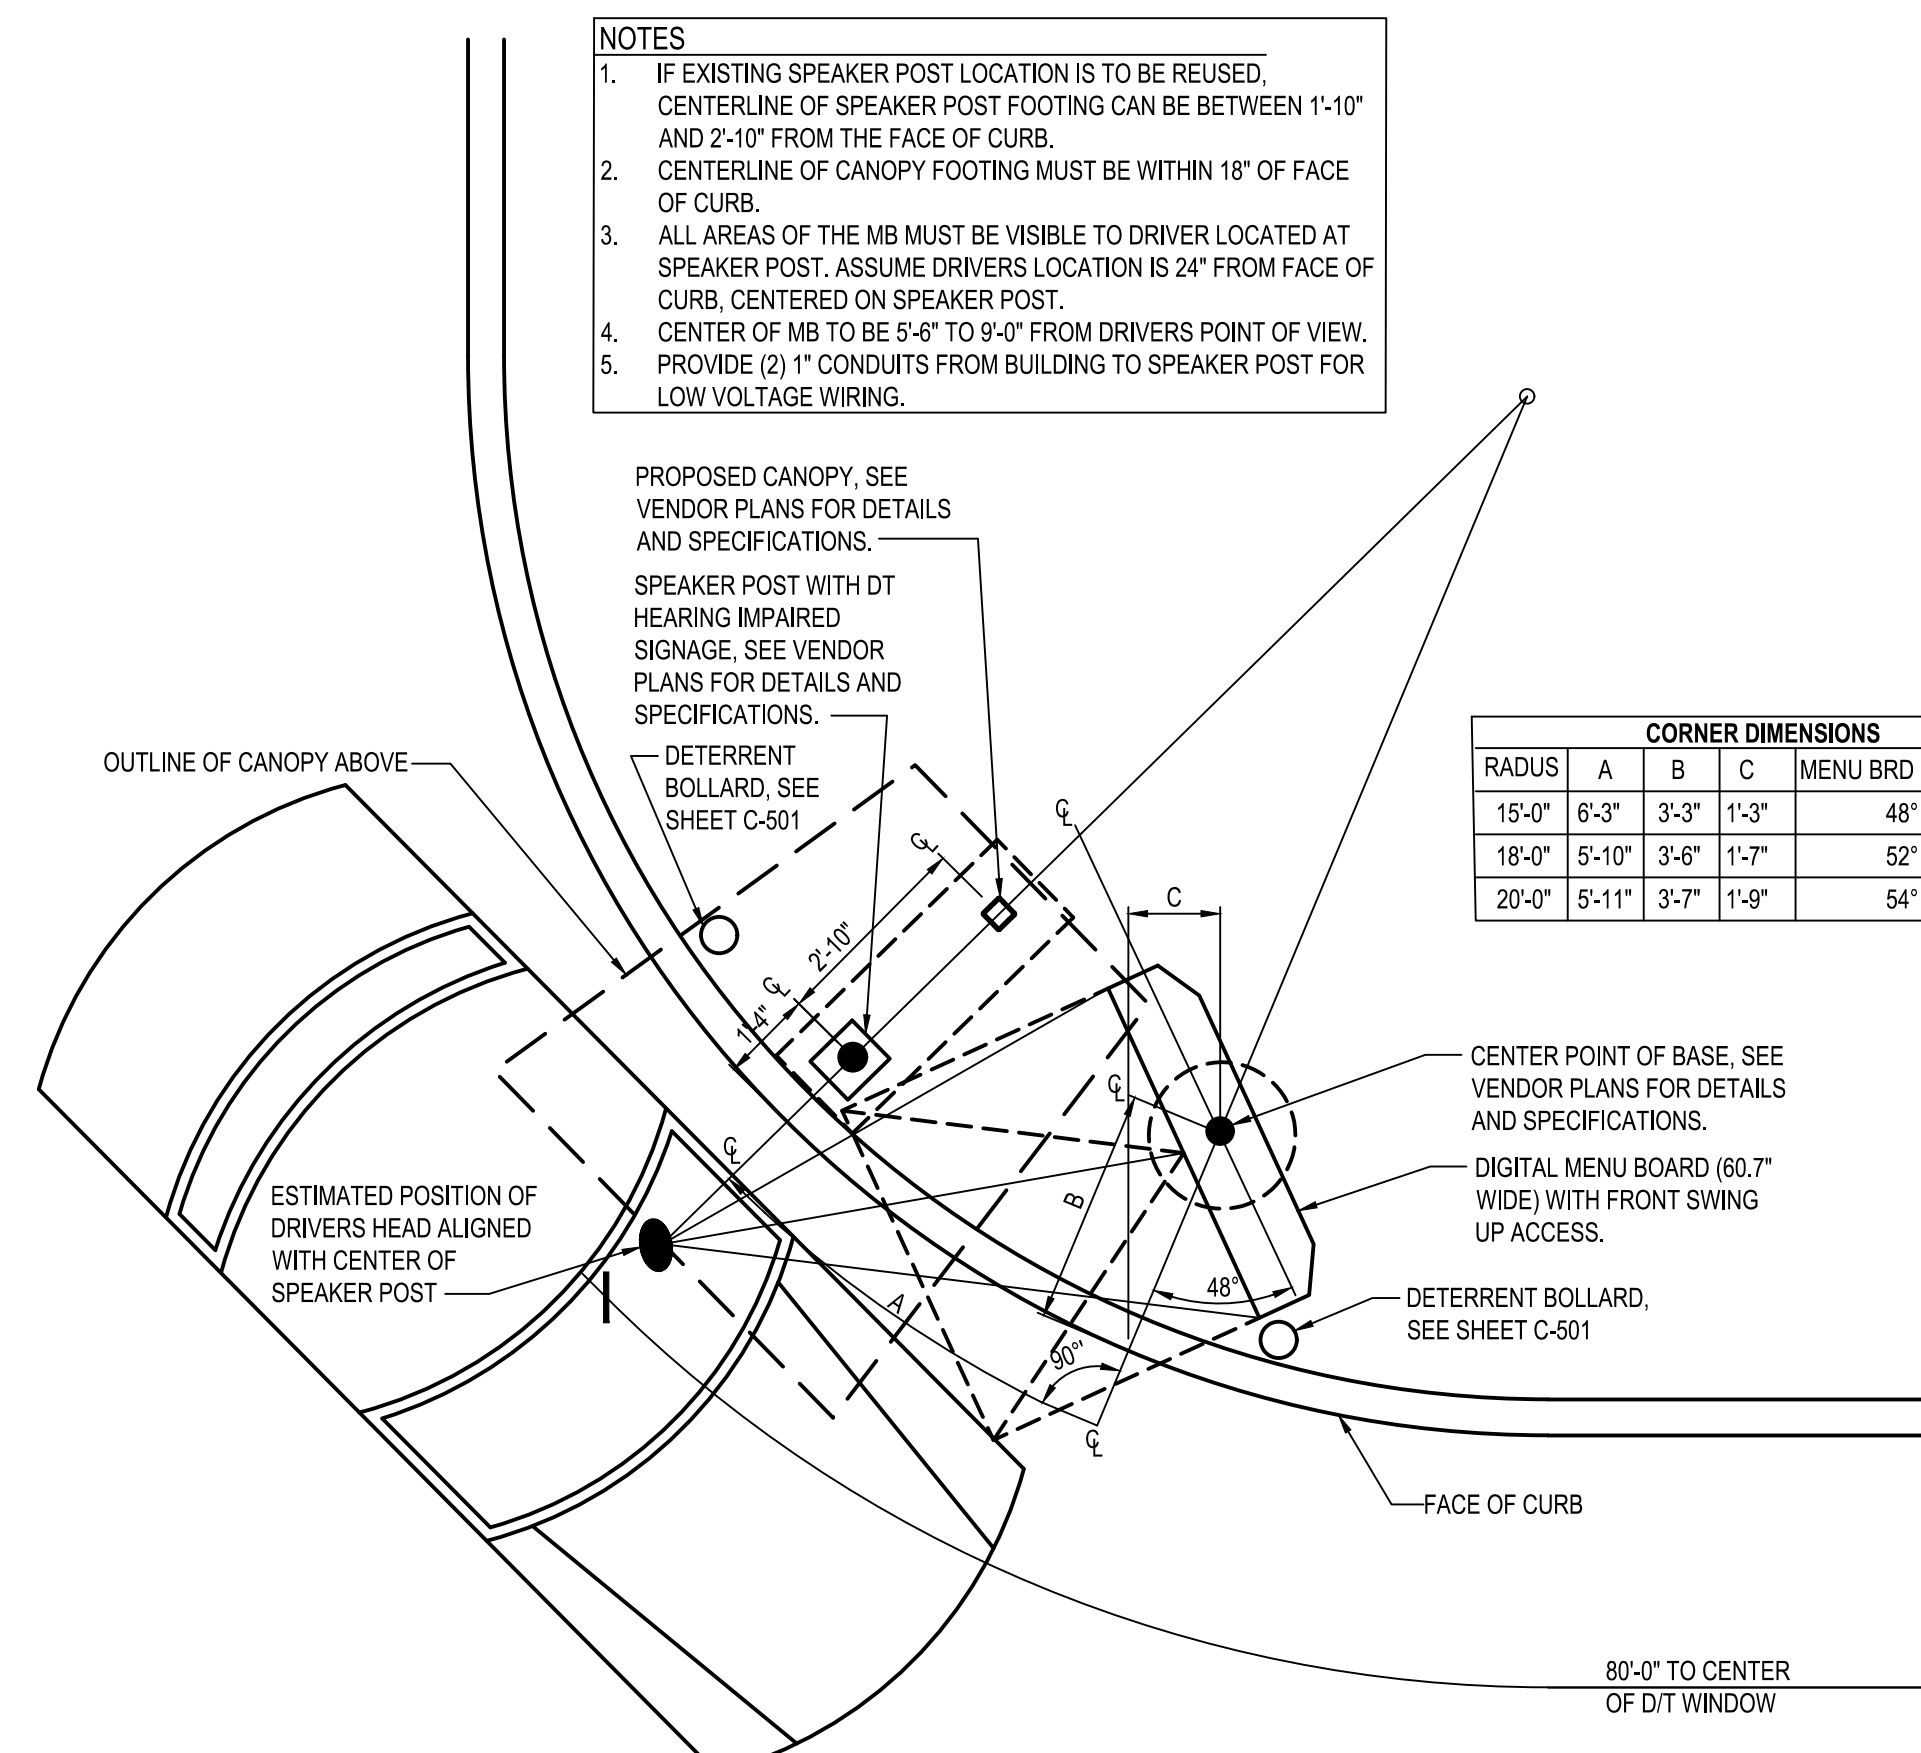 NOTES
1. IF EXISTING SPEAKER POST LOCATION IS TO BE REUSED,
CENTERLINE OF SPEAKER POST FOOTING CAN BE BETWEEN 1'-10"
AND 2'-10" FROM THE FACE OF CURB.
2. CENTERLINE OF CANOPY FOOTING MUST BE WITHIN 18" OF FACE
OF CURB.
3. ALL AREAS OF THE MB MUST BE VISIBLE TO DRIVER LOCATED AT
SPEAKER POST. ASSUME DRIVERS LOCATION IS 24" FROM FACE OF
CURB, CENTERED ON SPEAKER POST.
4. CENTER OF MB TO BE 5'-6" TO 9'-0" FROM DRIVERS POINT OF VIEW.
5. PROVIDE (2) 1" CONDUITS FROM BUILDING TO SPEAKER POST FOR
LOW VOLTAGE WIRING.
PROPOSED CANOPY, SEE
VENDOR PLANS FOR DETAILS
AND SPECIFICATIONS.
SPEAKER POST WITH DT
HEARING IMPAIRED
SIGNAGE, SEE VENDOR
PLANS FOR DETAILS AND
SPECIFICATIONS.
DETERRENT
BOLLARD, SEE
SHEET C-501
OUTLINE OF CANOPY ABOVE
CORNER DIMENSIONS
RADUS A B C MENU BRD
15'-0" 6'-3" 3'-3" 1'-3" 48°
18'-0" 5'-10" 3'-6" 1'-7" 52°
20'-0" 5'-11" 3'-7" 1'-9" 54°
℄
℄
C
2'-10"
℄
1'-4"
CENTER POINT OF BASE, SEE
VENDOR PLANS FOR DETAILS
AND SPECIFICATIONS.
℄
℄
B
DIGITAL MENU BOARD (60.7"
WIDE) WITH FRONT SWING
UP ACCESS.
ESTIMATED POSITION OF
DRIVERS HEAD ALIGNED
WITH CENTER OF
SPEAKER POST
48°
A
90°'
℄
DETERRENT BOLLARD,
SEE SHEET C-501
FACE OF CURB
80'-0" TO CENTER
OF D/T WINDOW